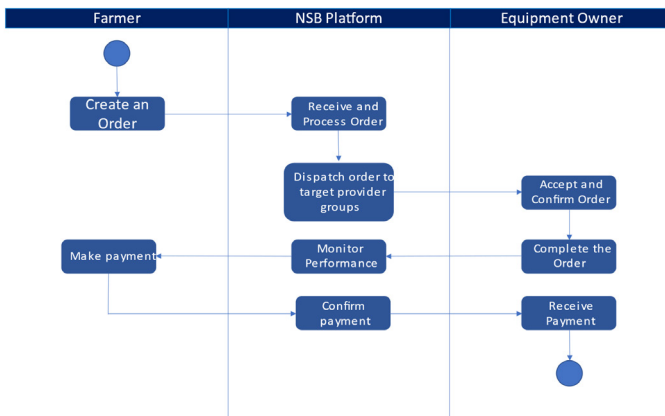 Farmer
NSB Platform
Equipment Owner
Create an
Order
Receive and
Process Order
Dispatch order to
target provider
groups
Accept and
Confirm Order
Make payment
Monitor
Performance
Complete the
Order
Confirm
payment
Receive
Payment